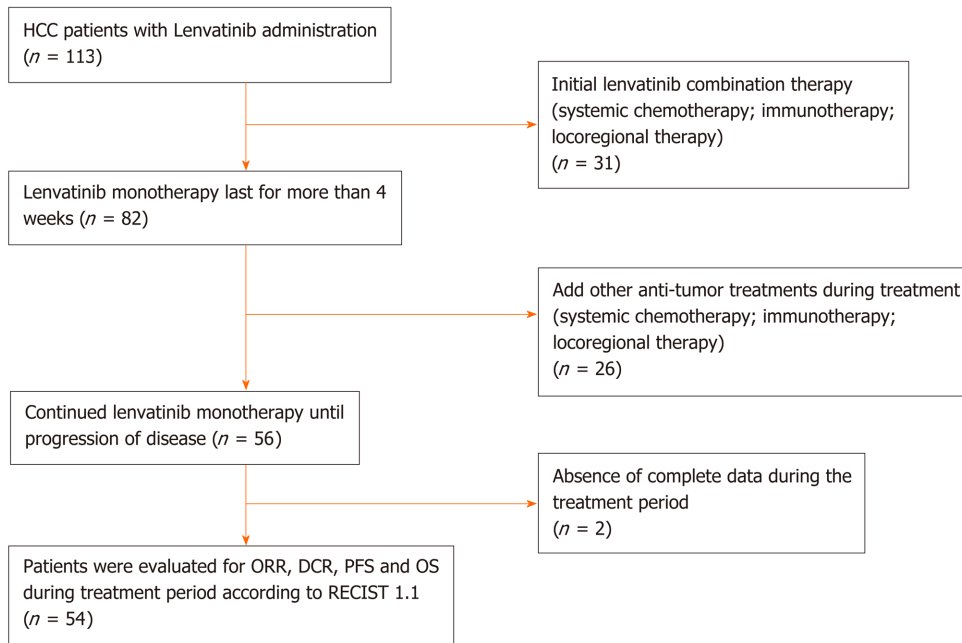 HCC patients with Lenvatinib administration
(n = 113)
Initial lenvatinib combination therapy
(systemic chemotherapy; immunotherapy;
locoregional therapy)
(n = 31)
Lenvatinib monotherapy last for more than 4
weeks (n = 82)
Add other anti-tumor treatments during treatment
(systemic chemotherapy; immunotherapy;
locoregional therapy)
(n = 26)
Continued lenvatinib monotherapy until
progression of disease (n = 56)
Absence of complete data during the
treatment period
(n = 2)
Patients were evaluated for ORR, DCR, PFS and OS
during treatment period according to RECIST 1.1
(n = 54)